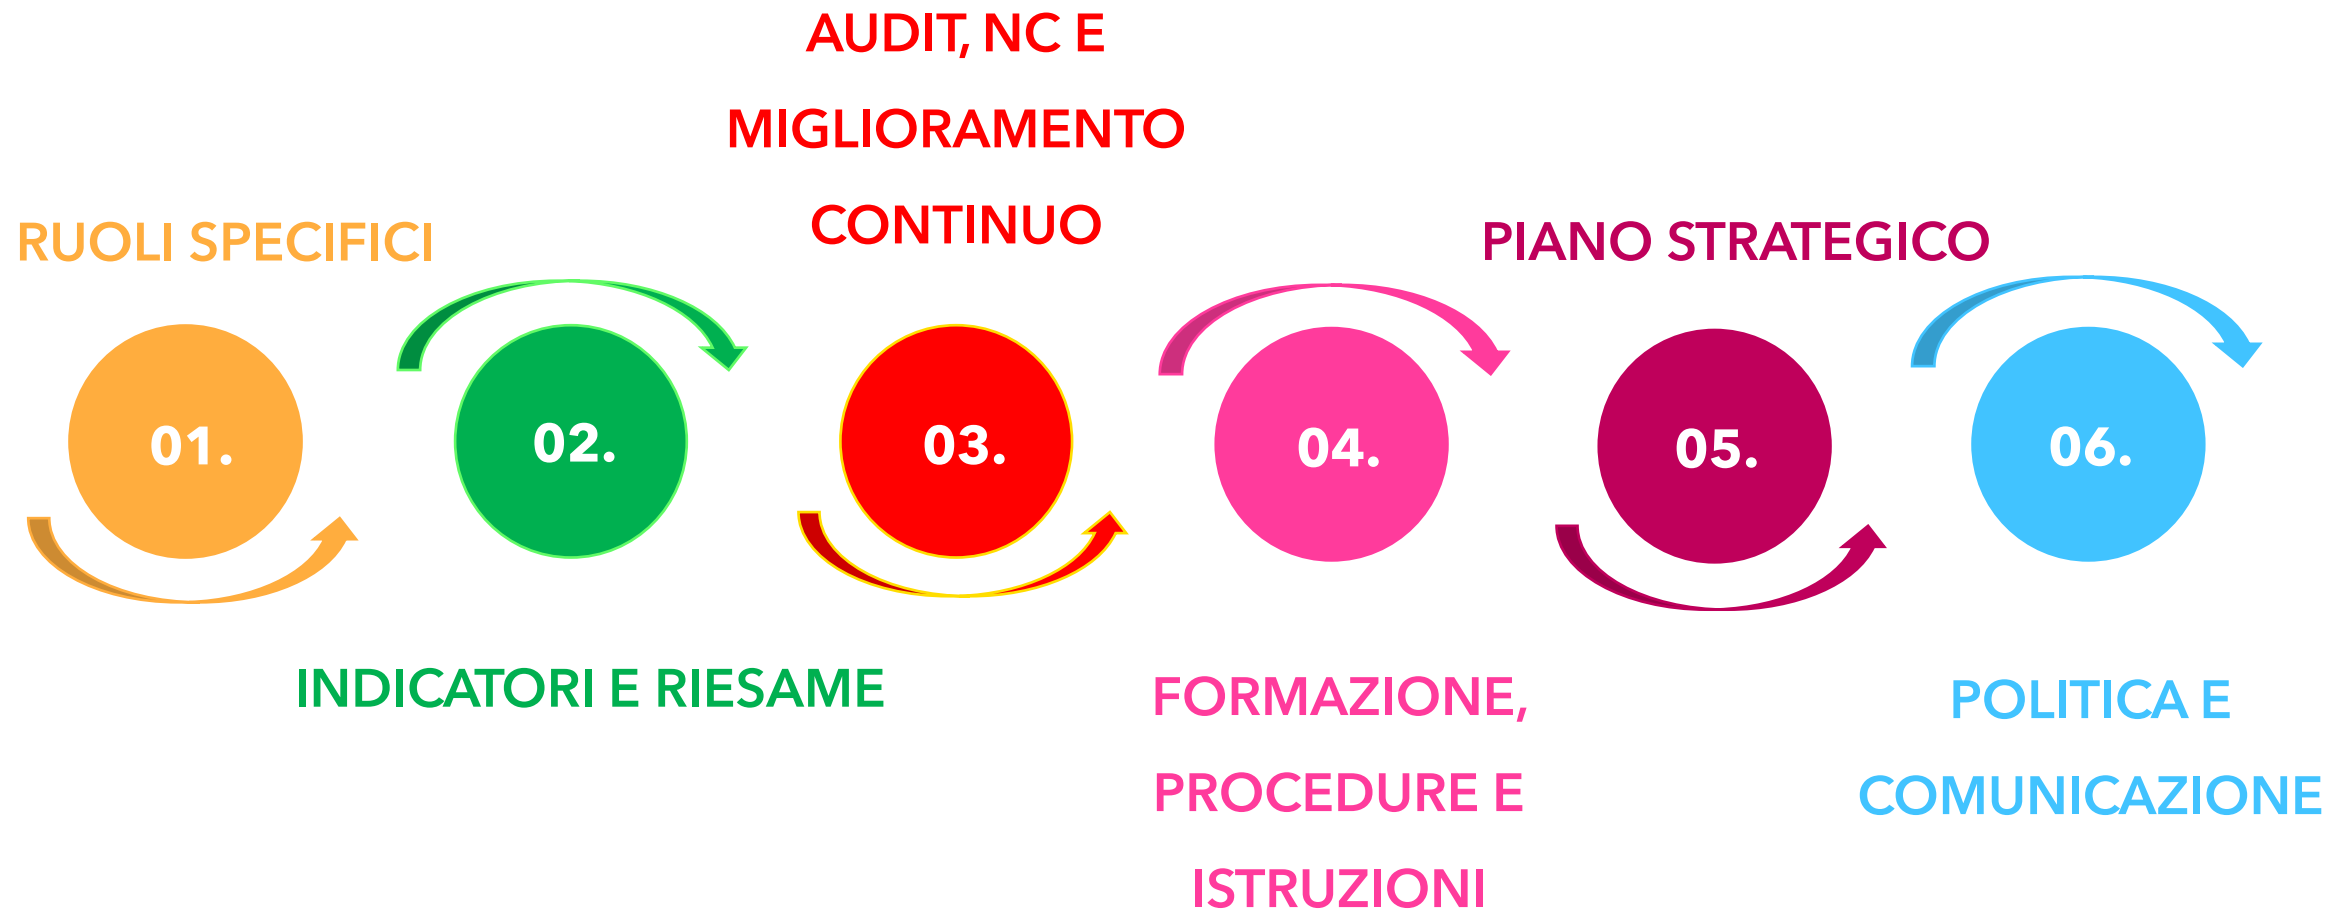 RUOLI SPECIFICI
01.
02.
INDICATORI E RIESAME
AUDIT, NC E
MIGLIORAMENTO
CONTINUO
03.
04.
FORMAZIONE,
PROCEDURE E
ISTRUZIONI
PIANO STRATEGICO
05.
06.
POLITICA E
COMUNICAZIONE